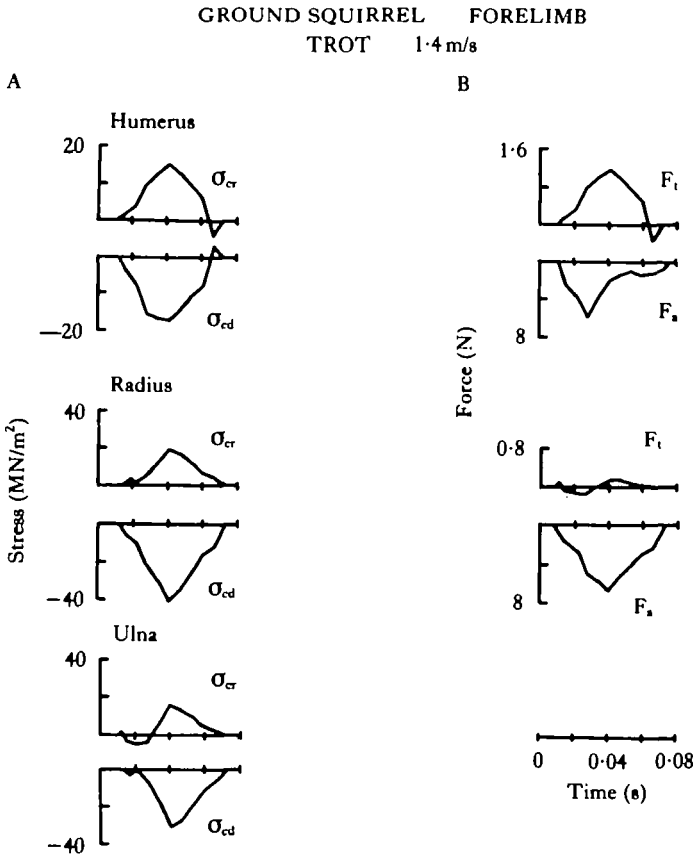 GROUND SQUIRREL FORELIMB
TROT 1·4 m/s
A
B
Humerus
20
σcr
−20
σcd
Radius
40
σcr
−40
σcd
Ulna
40
σcr
−40
σcd
Stress (MN/m²)
1·6
Ft
8
Fa
0·8
Ft
8
Fa
Force (N)
0 0·04 0·08
Time (s)